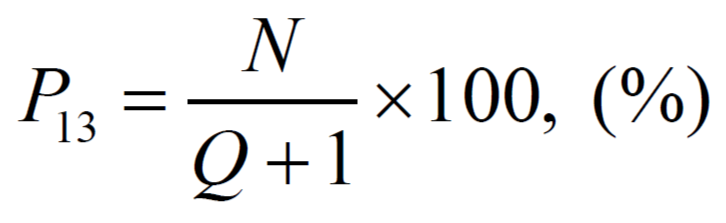 P₁₃ = N / (Q + 1) × 100, (%)